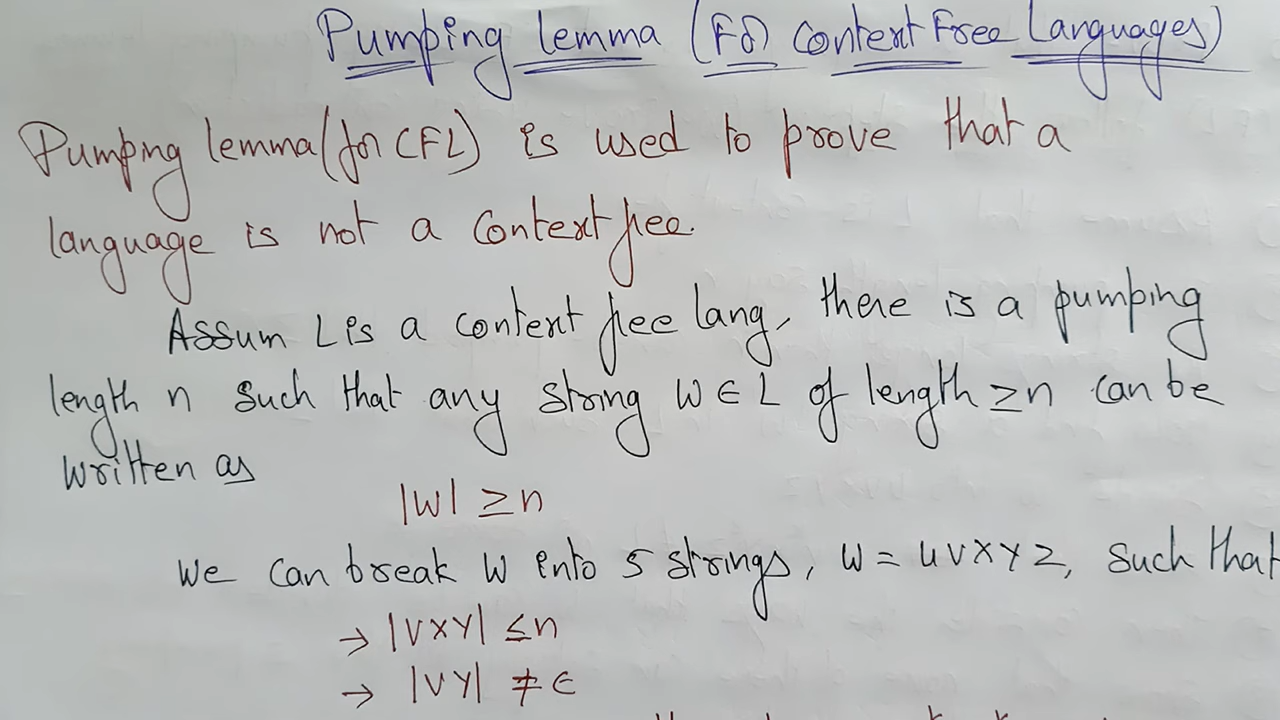 Pumping lemma (For Context Free Languages)
Pumping lemma (for CFL) is used to prove that a
language is not a Context free.
Assum L is a context free lang, there is a pumping
length n such that any string W ∈ L of length ≥ n can be
written as
|W| ≥ n
We can break W into 5 strings, W = UVXYZ, such that
→ |VXY| ≤ n
→ |VY| ≠ ∈